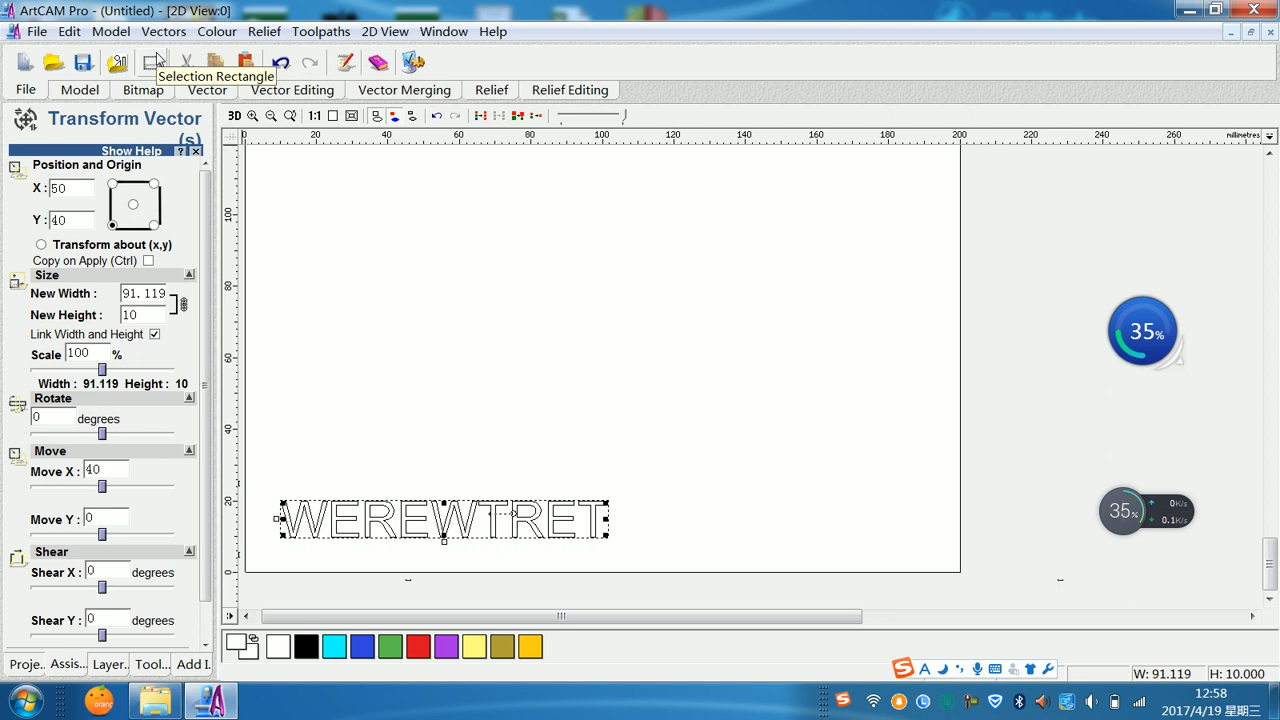 ArtCAM Pro - (Untitled) - [2D View:0]
File Edit Model Vectors Colour Relief Toolpaths 2D View Window Help
Selection Rectangle
File Model Bitmap Vector Vector Editing Vector Merging Relief Relief Editing
Transform Vector
(s)
Show Help ? ×
Position and Origin
X : 50
Y : 40
Transform about (x,y)
Copy on Apply (Ctrl)
Size
New Width : 91.119
New Height : 10
Link Width and Height
Scale 100 %
Width : 91.119 Height : 10
Rotate
0 degrees
Move
Move X : 40
Move Y : 0
Shear
Shear X : 0 degrees
Shear Y : 0 degrees
Proje.. Assis... Layer.. Tool... Add I.
3D 1:1
0 20 40 60 80 100 120 140 160 180 200 220 240 260 millimetres
100
80
60
40
20
0
WEREWTRET
35%
35% 0K/s
0.1K/s
W: 91.119 H: 10.000
12:58
2017/4/19 星期三